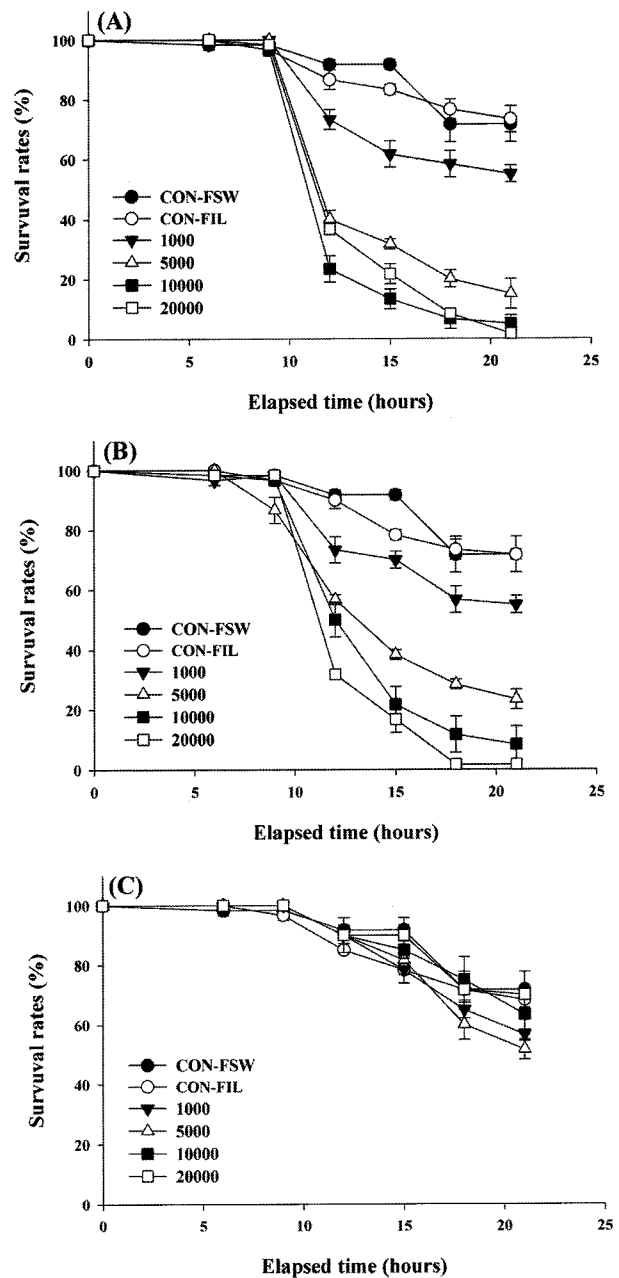 (A)
100
80
60
40
20
0
Survuval rates (%)
CON-FSW
CON-FIL
1000
5000
10000
20000
0 5 10 15 20 25
Elapsed time (hours)
(B)
100
80
60
40
20
0
Survuval rates (%)
CON-FSW
CON-FIL
1000
5000
10000
20000
0 5 10 15 20 25
Elapsed time (hours)
(C)
100
80
60
40
20
0
Survuval rates (%)
CON-FSW
CON-FIL
1000
5000
10000
20000
0 5 10 15 20 25
Elapsed time (hours)